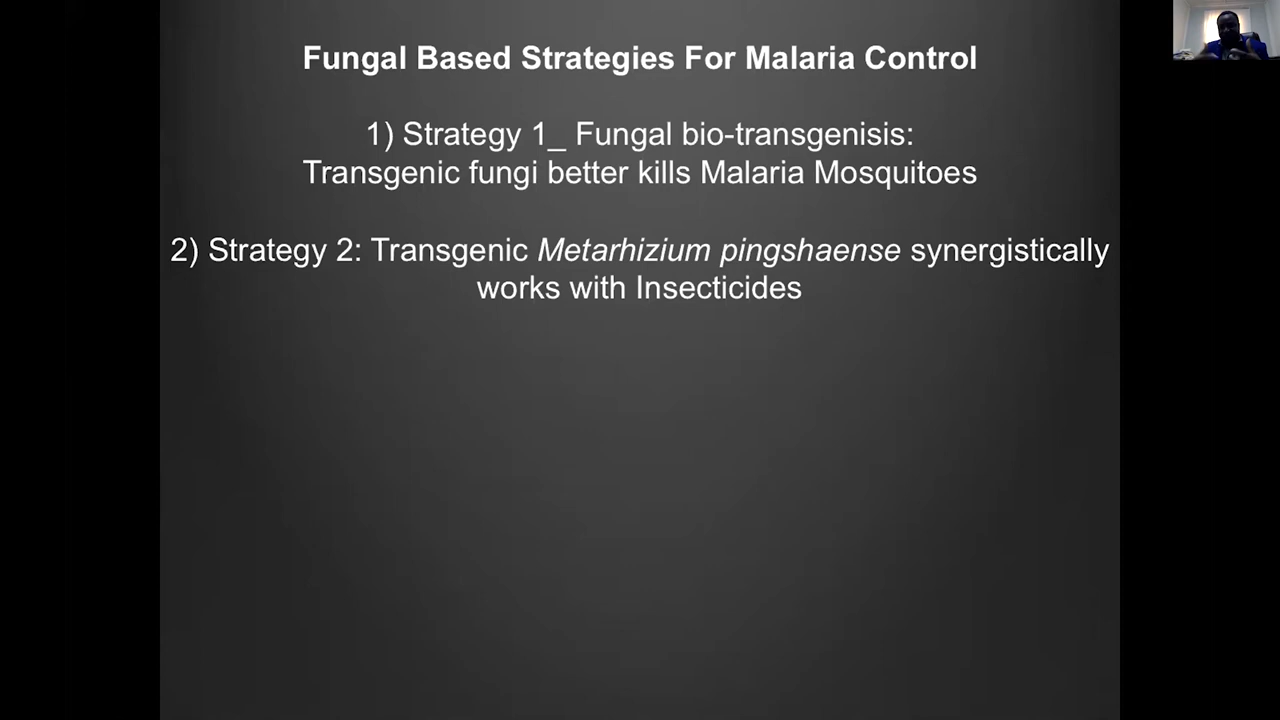 Fungal Based Strategies For Malaria Control
1) Strategy 1_ Fungal bio-transgenisis:
Transgenic fungi better kills Malaria Mosquitoes
2) Strategy 2: Transgenic Metarhizium pingshaense synergistically
works with Insecticides